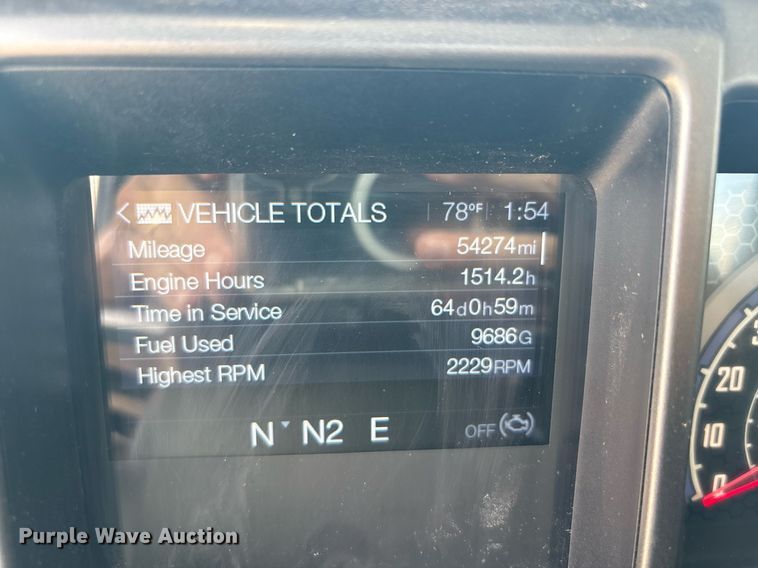 < VEHICLE TOTALS 78°F 1:54
Mileage 54274mi
Engine Hours 1514.2h
Time in Service 64d0h59m
Fuel Used 9686G
Highest RPM 2229RPM
N N2 E OFF
20
10
0
Purple Wave Auction